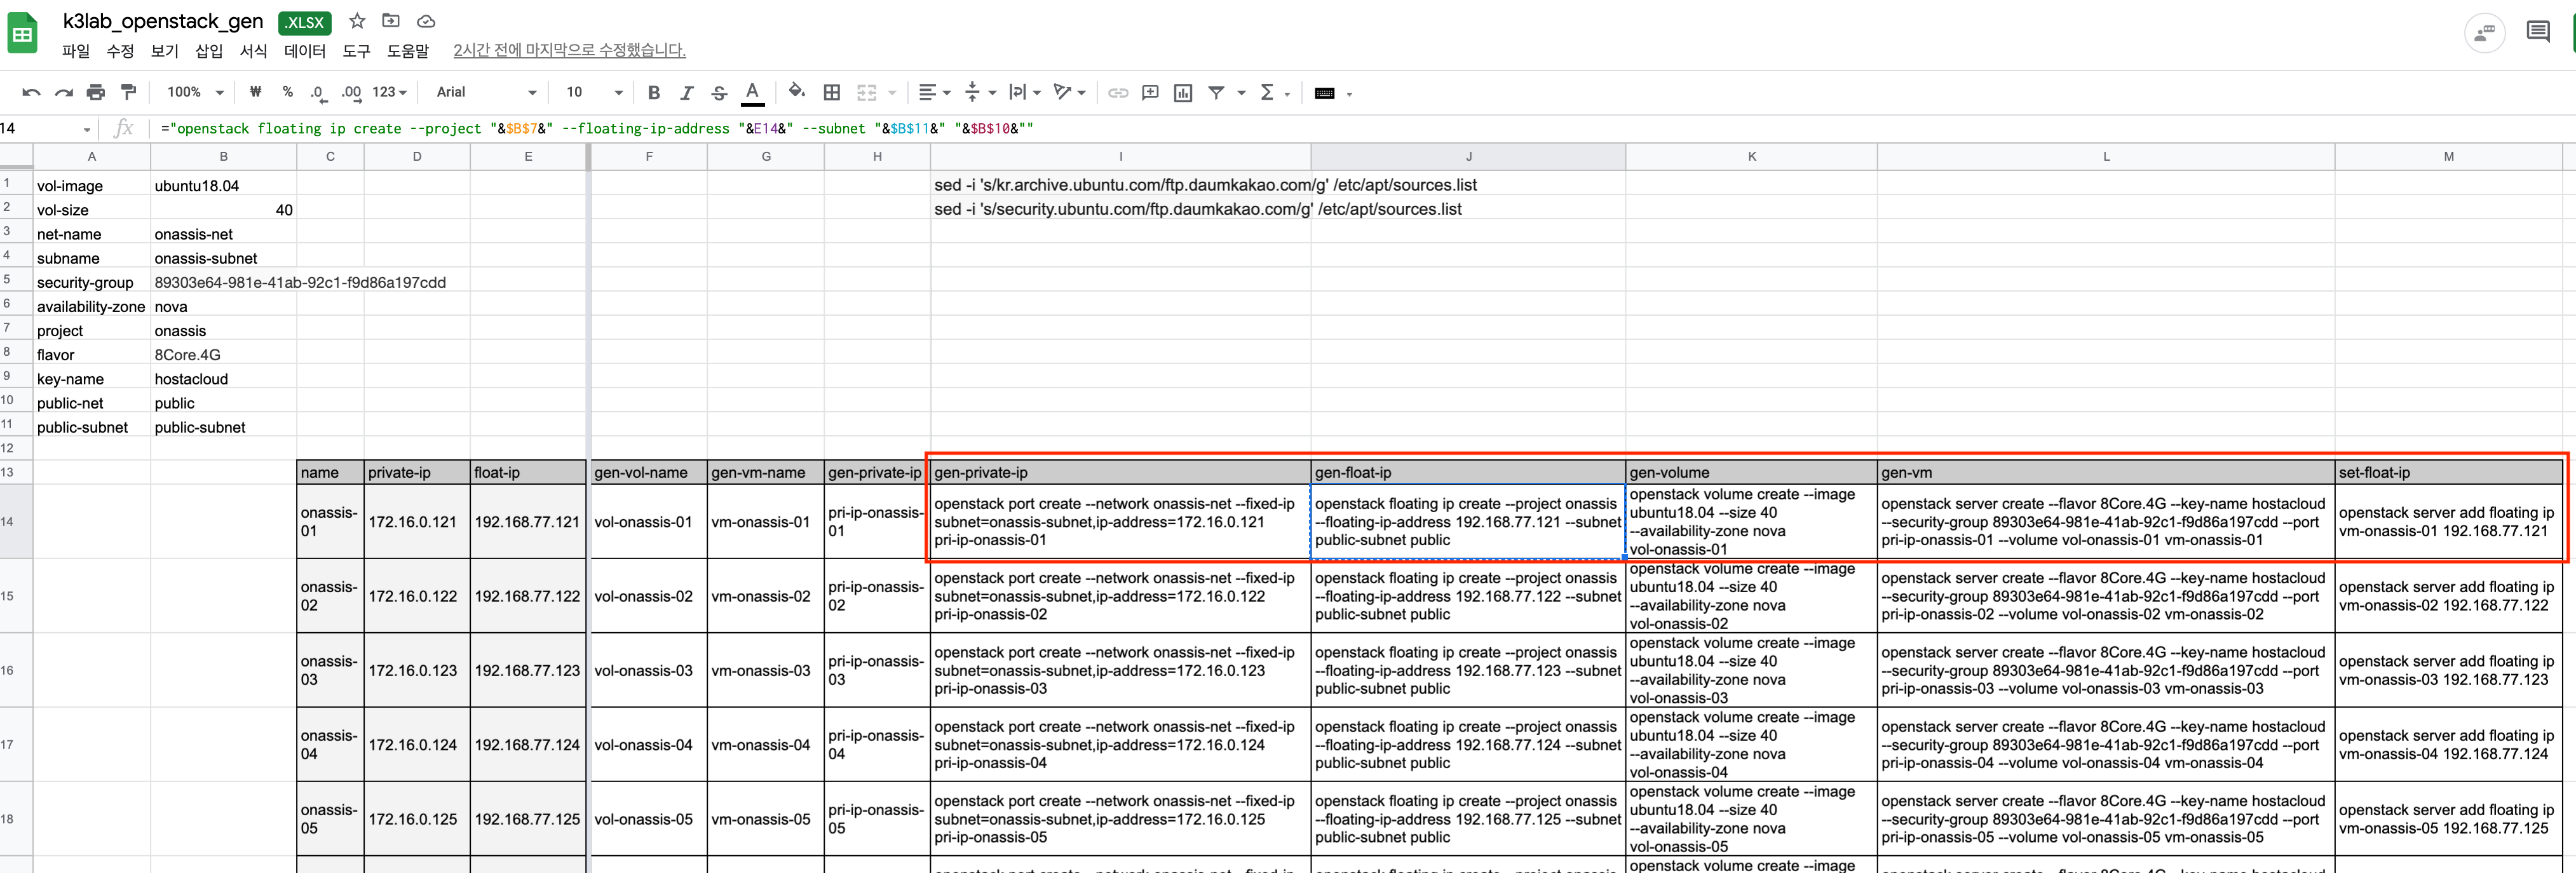 k3lab_openstack_gen .XLSX
파일 수정 보기 삽입 서식 데이터 도구 도움말 2시간 전에 마지막으로 수정했습니다.
100% ₩ % .0 .00 123 Arial 10 B I S A Σ
14 fx ="openstack floating ip create --project "&$B$7&" --floating-ip-address "&E14&" --subnet "&$B$11&" "&$B$10&""
A B C D E F G H I J K L M
1 vol-image ubuntu18.04 sed -i 's/kr.archive.ubuntu.com/ftp.daumkakao.com/g' /etc/apt/sources.list
2 vol-size 40 sed -i 's/security.ubuntu.com/ftp.daumkakao.com/g' /etc/apt/sources.list
3 net-name onassis-net
4 subname onassis-subnet
5 security-group 89303e64-981e-41ab-92c1-f9d86a197cdd
6 availability-zone nova
7 project onassis
8 flavor 8Core.4G
9 key-name hostacloud
10 public-net public
11 public-subnet public-subnet
12
13 name private-ip float-ip gen-vol-name gen-vm-name gen-private-ip gen-private-ip gen-float-ip gen-volume gen-vm set-float-ip
14
onassis-
01
172.16.0.121
192.168.77.121
vol-onassis-01
vm-onassis-01
pri-ip-onassis-
01
openstack port create --network onassis-net --fixed-ip
subnet=onassis-subnet,ip-address=172.16.0.121
pri-ip-onassis-01
openstack floating ip create --project onassis
--floating-ip-address 192.168.77.121 --subnet
public-subnet public
openstack volume create --image
ubuntu18.04 --size 40
--availability-zone nova
vol-onassis-01
openstack server create --flavor 8Core.4G --key-name hostacloud
--security-group 89303e64-981e-41ab-92c1-f9d86a197cdd --port
pri-ip-onassis-01 --volume vol-onassis-01 vm-onassis-01
openstack server add floating ip
vm-onassis-01 192.168.77.121
15
onassis-
02
172.16.0.122
192.168.77.122
vol-onassis-02
vm-onassis-02
pri-ip-onassis-
02
openstack port create --network onassis-net --fixed-ip
subnet=onassis-subnet,ip-address=172.16.0.122
pri-ip-onassis-02
openstack floating ip create --project onassis
--floating-ip-address 192.168.77.122 --subnet
public-subnet public
openstack volume create --image
ubuntu18.04 --size 40
--availability-zone nova
vol-onassis-02
openstack server create --flavor 8Core.4G --key-name hostacloud
--security-group 89303e64-981e-41ab-92c1-f9d86a197cdd --port
pri-ip-onassis-02 --volume vol-onassis-02 vm-onassis-02
openstack server add floating ip
vm-onassis-02 192.168.77.122
16
onassis-
03
172.16.0.123
192.168.77.123
vol-onassis-03
vm-onassis-03
pri-ip-onassis-
03
openstack port create --network onassis-net --fixed-ip
subnet=onassis-subnet,ip-address=172.16.0.123
pri-ip-onassis-03
openstack floating ip create --project onassis
--floating-ip-address 192.168.77.123 --subnet
public-subnet public
openstack volume create --image
ubuntu18.04 --size 40
--availability-zone nova
vol-onassis-03
openstack server create --flavor 8Core.4G --key-name hostacloud
--security-group 89303e64-981e-41ab-92c1-f9d86a197cdd --port
pri-ip-onassis-03 --volume vol-onassis-03 vm-onassis-03
openstack server add floating ip
vm-onassis-03 192.168.77.123
17
onassis-
04
172.16.0.124
192.168.77.124
vol-onassis-04
vm-onassis-04
pri-ip-onassis-
04
openstack port create --network onassis-net --fixed-ip
subnet=onassis-subnet,ip-address=172.16.0.124
pri-ip-onassis-04
openstack floating ip create --project onassis
--floating-ip-address 192.168.77.124 --subnet
public-subnet public
openstack volume create --image
ubuntu18.04 --size 40
--availability-zone nova
vol-onassis-04
openstack server create --flavor 8Core.4G --key-name hostacloud
--security-group 89303e64-981e-41ab-92c1-f9d86a197cdd --port
pri-ip-onassis-04 --volume vol-onassis-04 vm-onassis-04
openstack server add floating ip
vm-onassis-04 192.168.77.124
18
onassis-
05
172.16.0.125
192.168.77.125
vol-onassis-05
vm-onassis-05
pri-ip-onassis-
05
openstack port create --network onassis-net --fixed-ip
subnet=onassis-subnet,ip-address=172.16.0.125
pri-ip-onassis-05
openstack floating ip create --project onassis
--floating-ip-address 192.168.77.125 --subnet
public-subnet public
openstack volume create --image
ubuntu18.04 --size 40
--availability-zone nova
vol-onassis-05
openstack server create --flavor 8Core.4G --key-name hostacloud
--security-group 89303e64-981e-41ab-92c1-f9d86a197cdd --port
pri-ip-onassis-05 --volume vol-onassis-05 vm-onassis-05
openstack server add floating ip
vm-onassis-05 192.168.77.125
openstack volume create --image